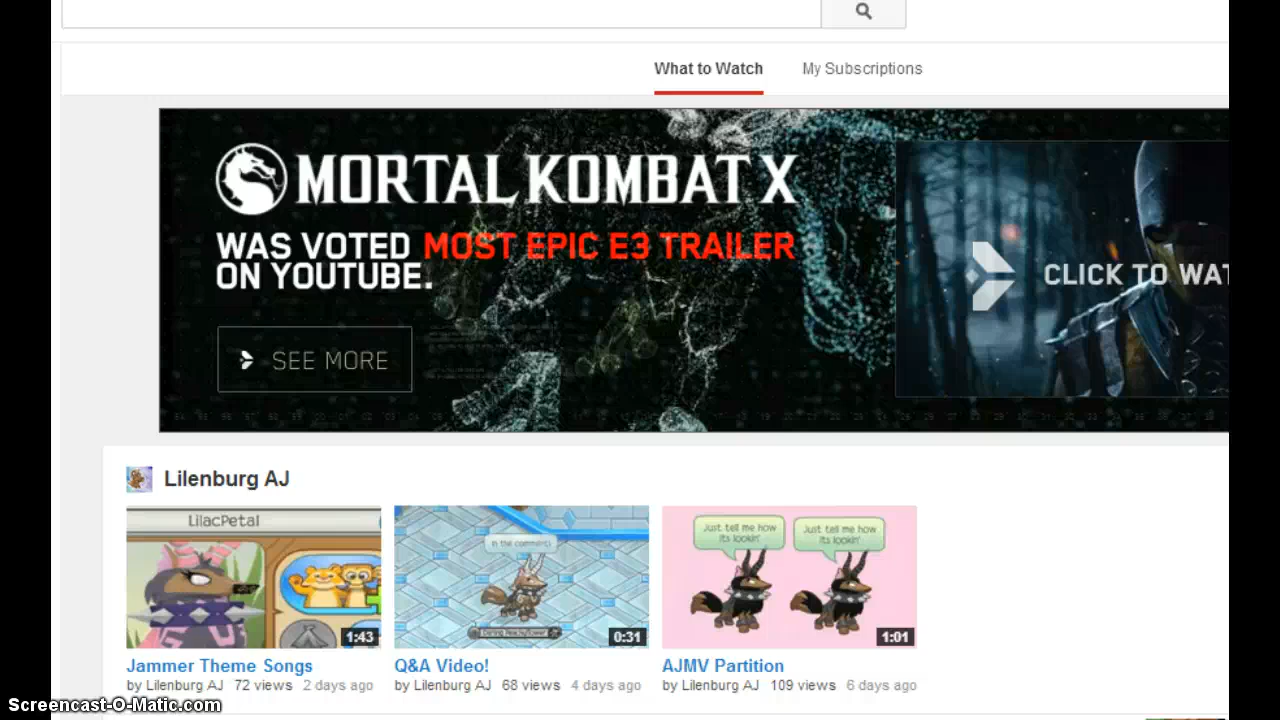 What to Watch
My Subscriptions
MORTAL KOMBAT X
WAS VOTED MOST EPIC E3 TRAILER
ON YOUTUBE.
CLICK TO WAT
SEE MORE
Lilenburg AJ
LilacPetal
In the comments
Just tell me how
its lookin'
Just tell me how
its lookin'
1:43
0:31
1:01
Jammer Theme Songs
Q&A Video!
AJMV Partition
by Lilenburg AJ 72 views 2 days ago
by Lilenburg AJ 68 views 4 days ago
by Lilenburg AJ 109 views 6 days ago
Screencast-O-Matic.com